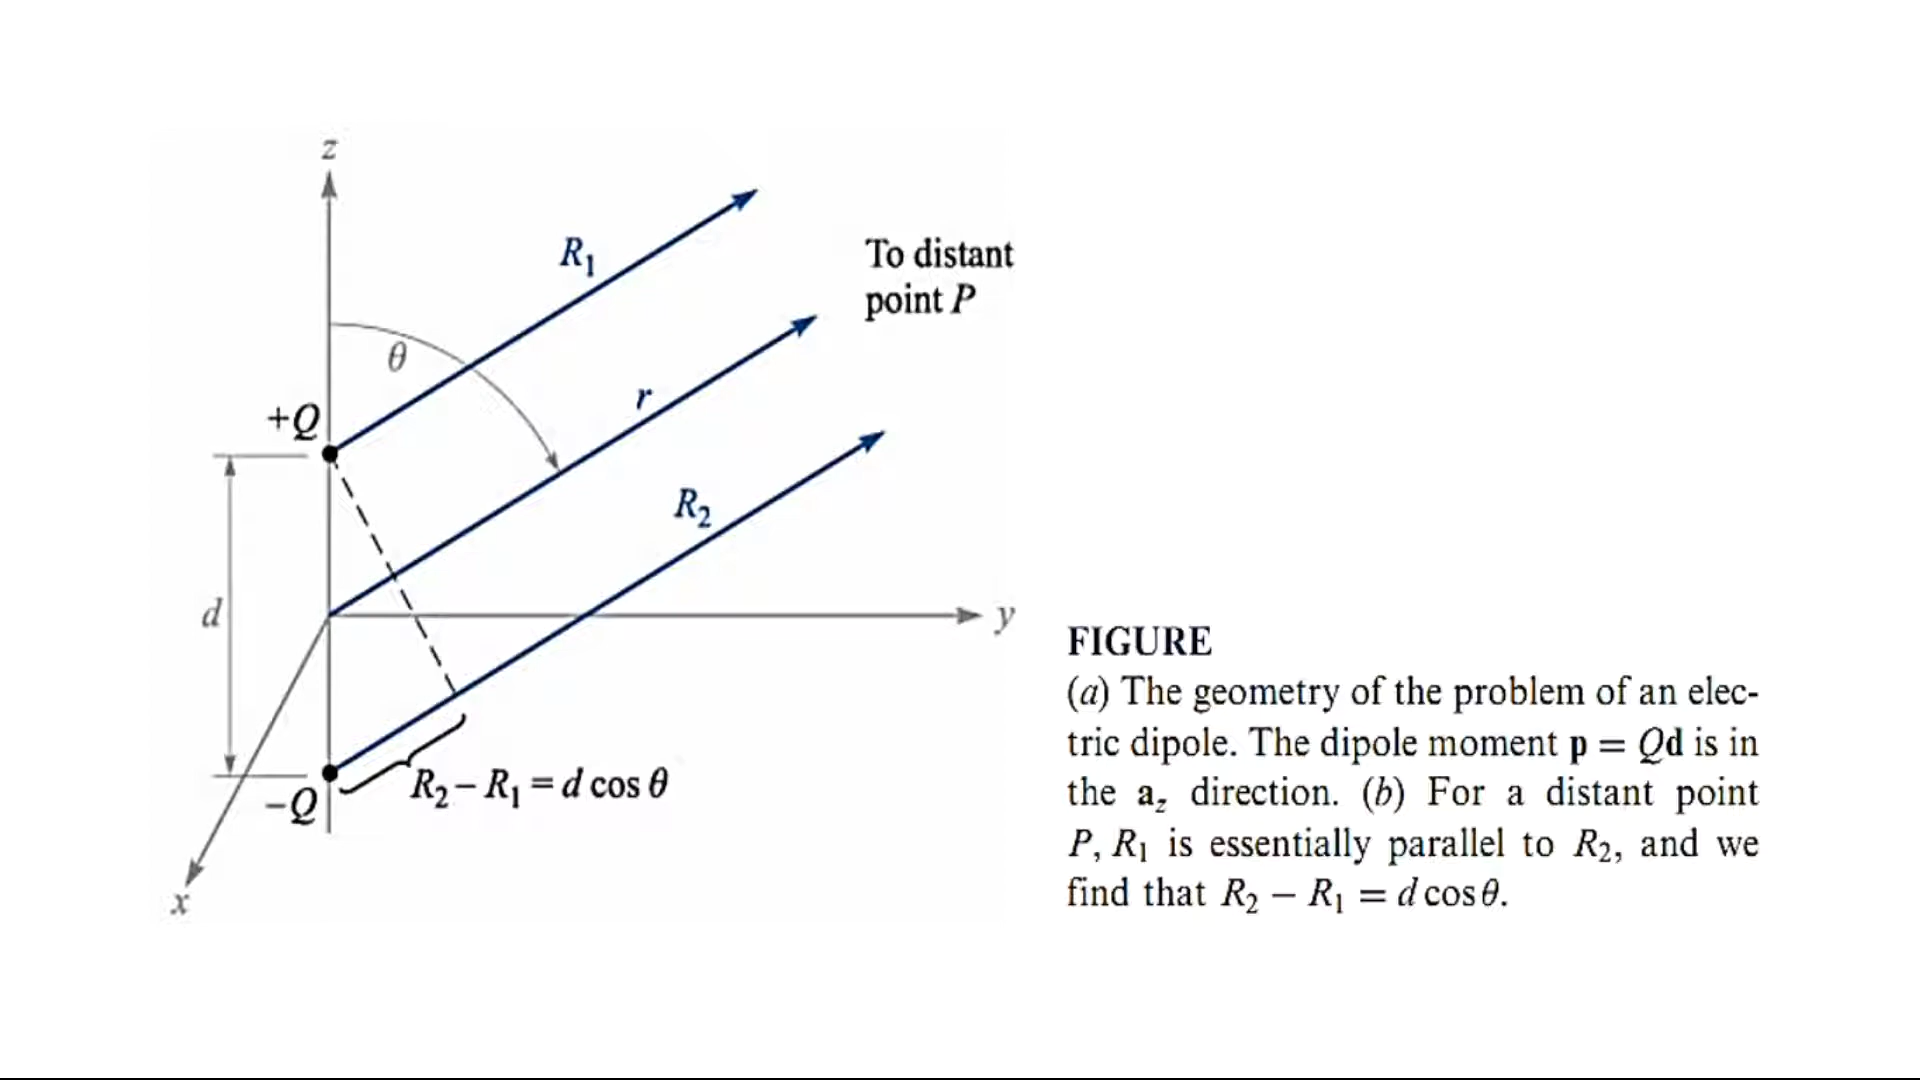 z
R₁
To distant
point P
θ
r
+Q
R₂
d
y
R₂ – R₁ = d cos θ
–Q
x
FIGURE
(a) The geometry of the problem of an elec-
tric dipole. The dipole moment p = Qd is in
the a_z direction. (b) For a distant point
P, R₁ is essentially parallel to R₂, and we
find that R₂ – R₁ = d cos θ.